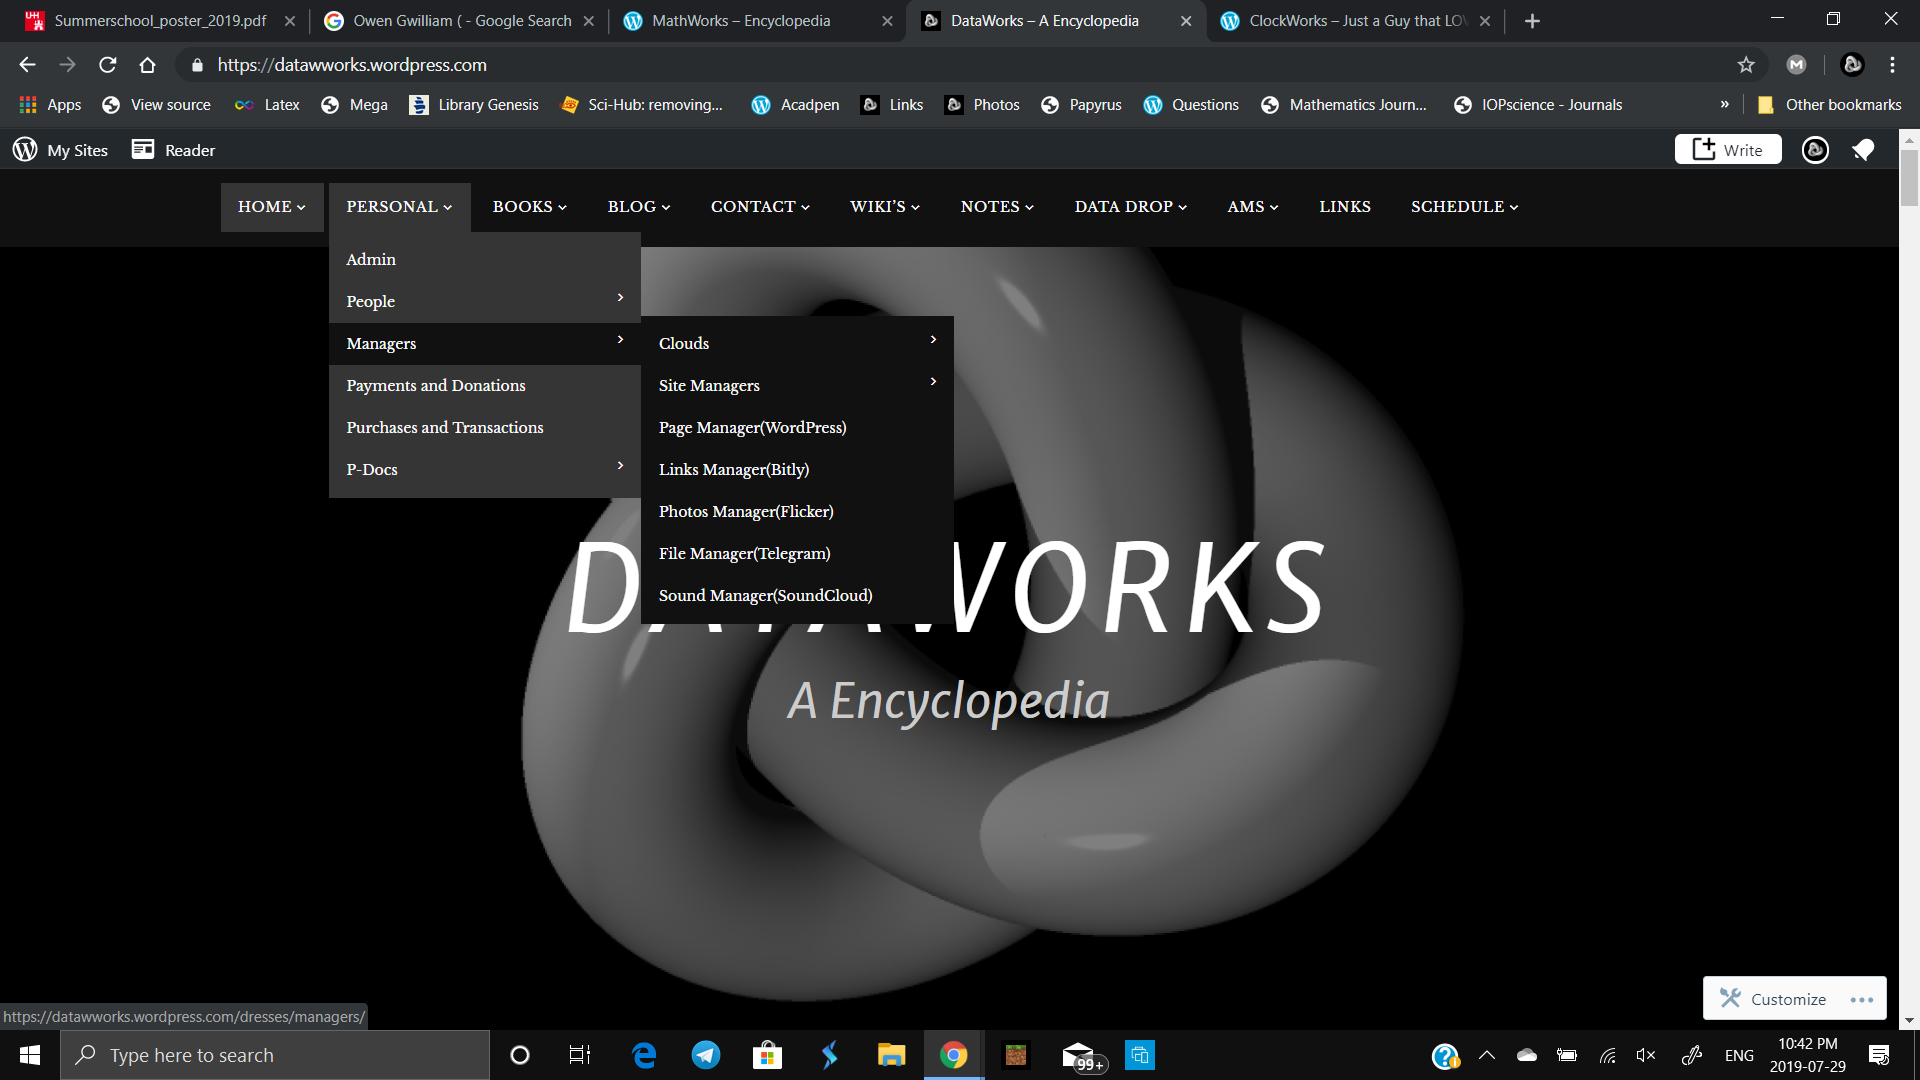 Summerschool_poster_2019.pdf
Owen Gwilliam ( - Google Search
MathWorks – Encyclopedia
DataWorks – A Encyclopedia
ClockWorks – Just a Guy that LO
https://datawworks.wordpress.com
M
Apps
View source
Latex
Mega
Library Genesis
Sci-Hub: removing...
Acadpen
Links
Photos
Papyrus
Questions
Mathematics Journ...
IOPscience - Journals
»
Other bookmarks
My Sites
Reader
Write
HOME
PERSONAL
BOOKS
BLOG
CONTACT
WIKI'S
NOTES
DATA DROP
AMS
LINKS
SCHEDULE
Admin
People
Managers
Payments and Donations
Purchases and Transactions
P-Docs
Clouds
Site Managers
Page Manager(WordPress)
Links Manager(Bitly)
Photos Manager(Flicker)
File Manager(Telegram)
Sound Manager(SoundCloud)
DATAWORKS
A Encyclopedia
Customize
https://datawworks.wordpress.com/dresses/managers/
Type here to search
99+
ENG
10:42 PM
2019-07-29